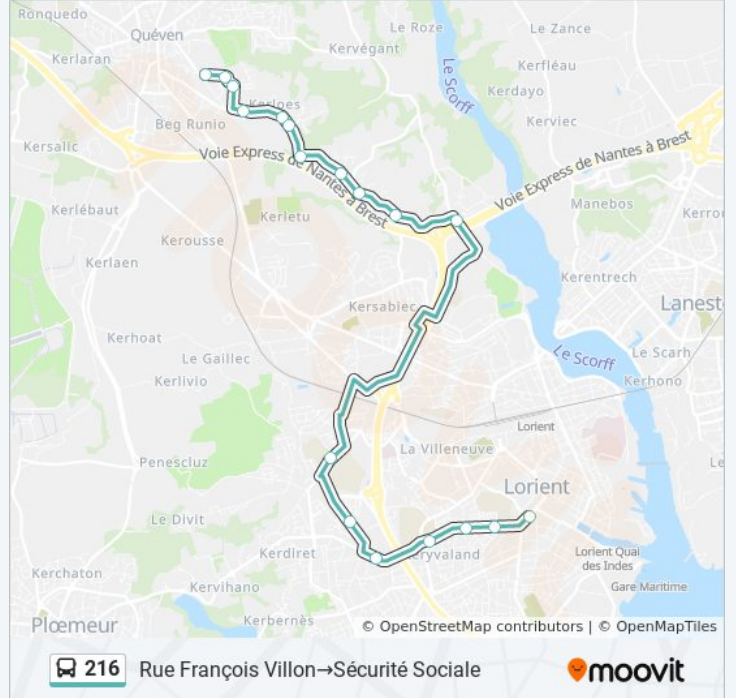 Ronquedo
Quéven
Le Roze
Le Zance
Kervégant
Kerlaran
Kerfléau
Le Scorff
Kerdayo
Kerloes
Beg Runio
Kerviec
Kersalic
Voie Express de Nantes à Brest
Voie Express de Nantes à Brest
Manebos
Kerlébaut
Kerletu
Kerror
Kerousse
Kerlaen
Kerentrech
Kersabiec
Lanest
Kerhoat
Le Gaillec
Le Scorff
Le Scarh
Kerlivio
Kerhono
Lorient
La Villeneuve
Penescluz
Le
Lorient
Le Divit
Kerdiret
eryvaland
Lorient Quai
des Indes
Kerchaton
Kervihano
Gare Maritime
Kerbernès
Plœmeur
© OpenStreetMap contributors | © OpenMapTiles
216 Rue François Villon→Sécurité Sociale
moovit